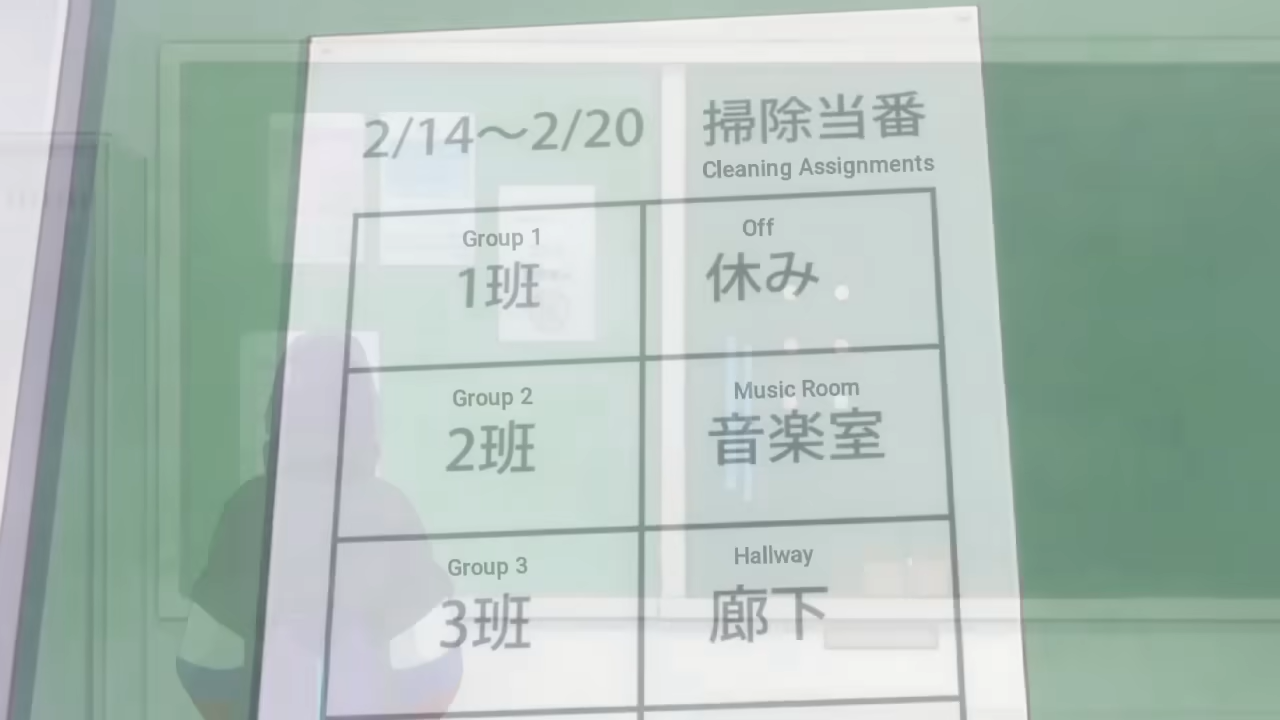 2/14～2/20
掃除当番
Cleaning Assignments
Group 1
1班
Off
休み
Group 2
2班
Music Room
音楽室
Group 3
3班
Hallway
廊下